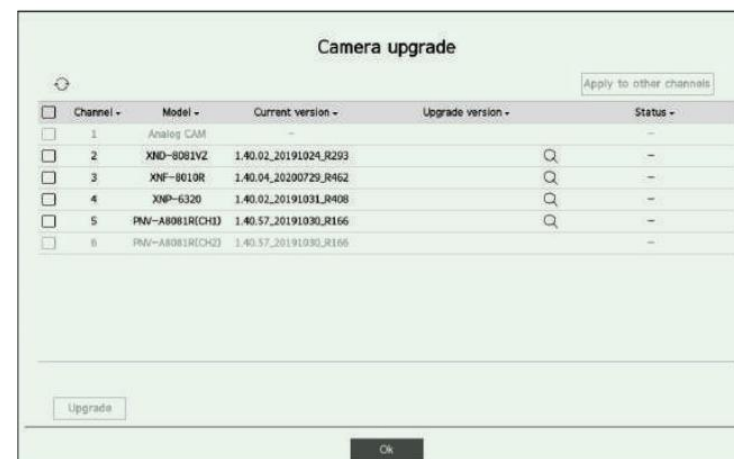 Camera upgrade
Apply to other channels
Channel Model Current version Upgrade version Status
1 Analog CAM - -
2 XND-8081VZ 1.40.02_20191024_R293 -
3 XNF-8010R 1.40.04_20200729_R462 -
4 XNP-6320 1.40.02_20191031_R408 -
5 PNV-A8081R(CH1) 1.40.57_20191030_R166 -
6 PNV-A8081R(CH2) 1.40.57_20191030_R166 -
Upgrade
Ok